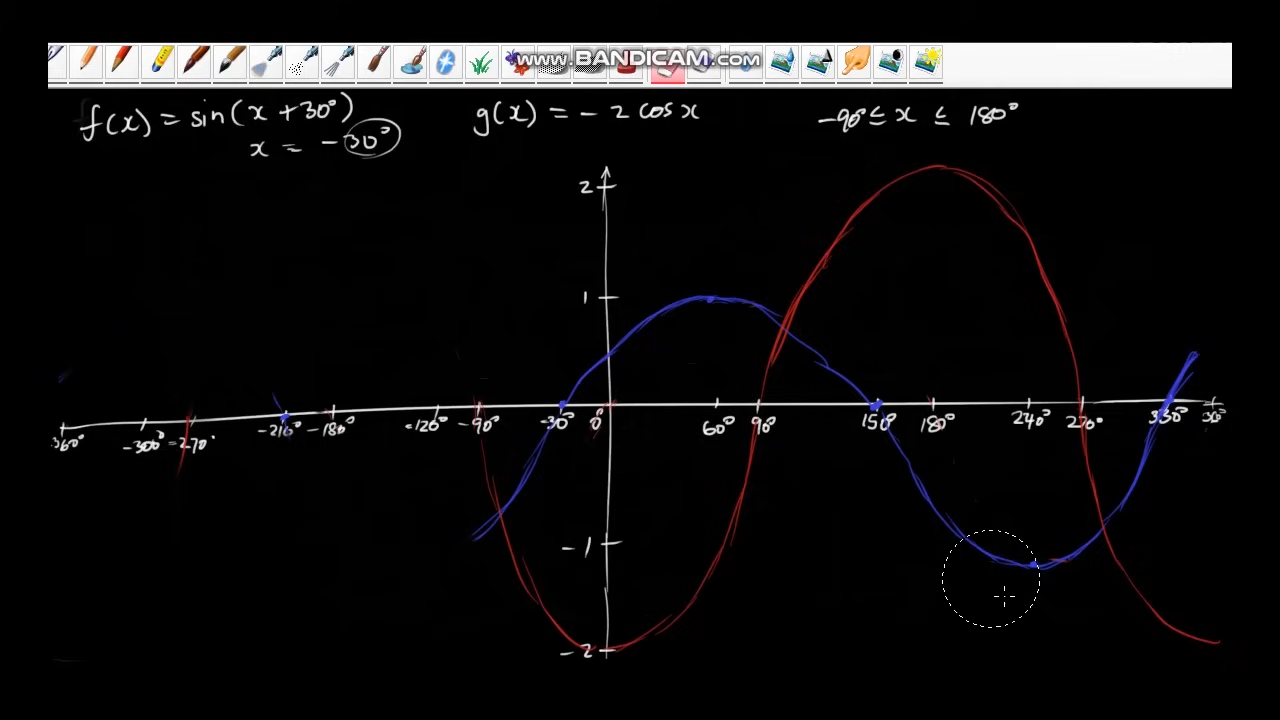 www.BANDICAM.com
f(x) = sin(x + 30°)
g(x) = - 2 cos x
-90° ≤ x ≤ 180°
x = - 30°
2
1
-360° -300° -270° -210° -180° -120° -90° -30° 0° 60° 90° 150° 180° 240° 270° 330°
-1
-2